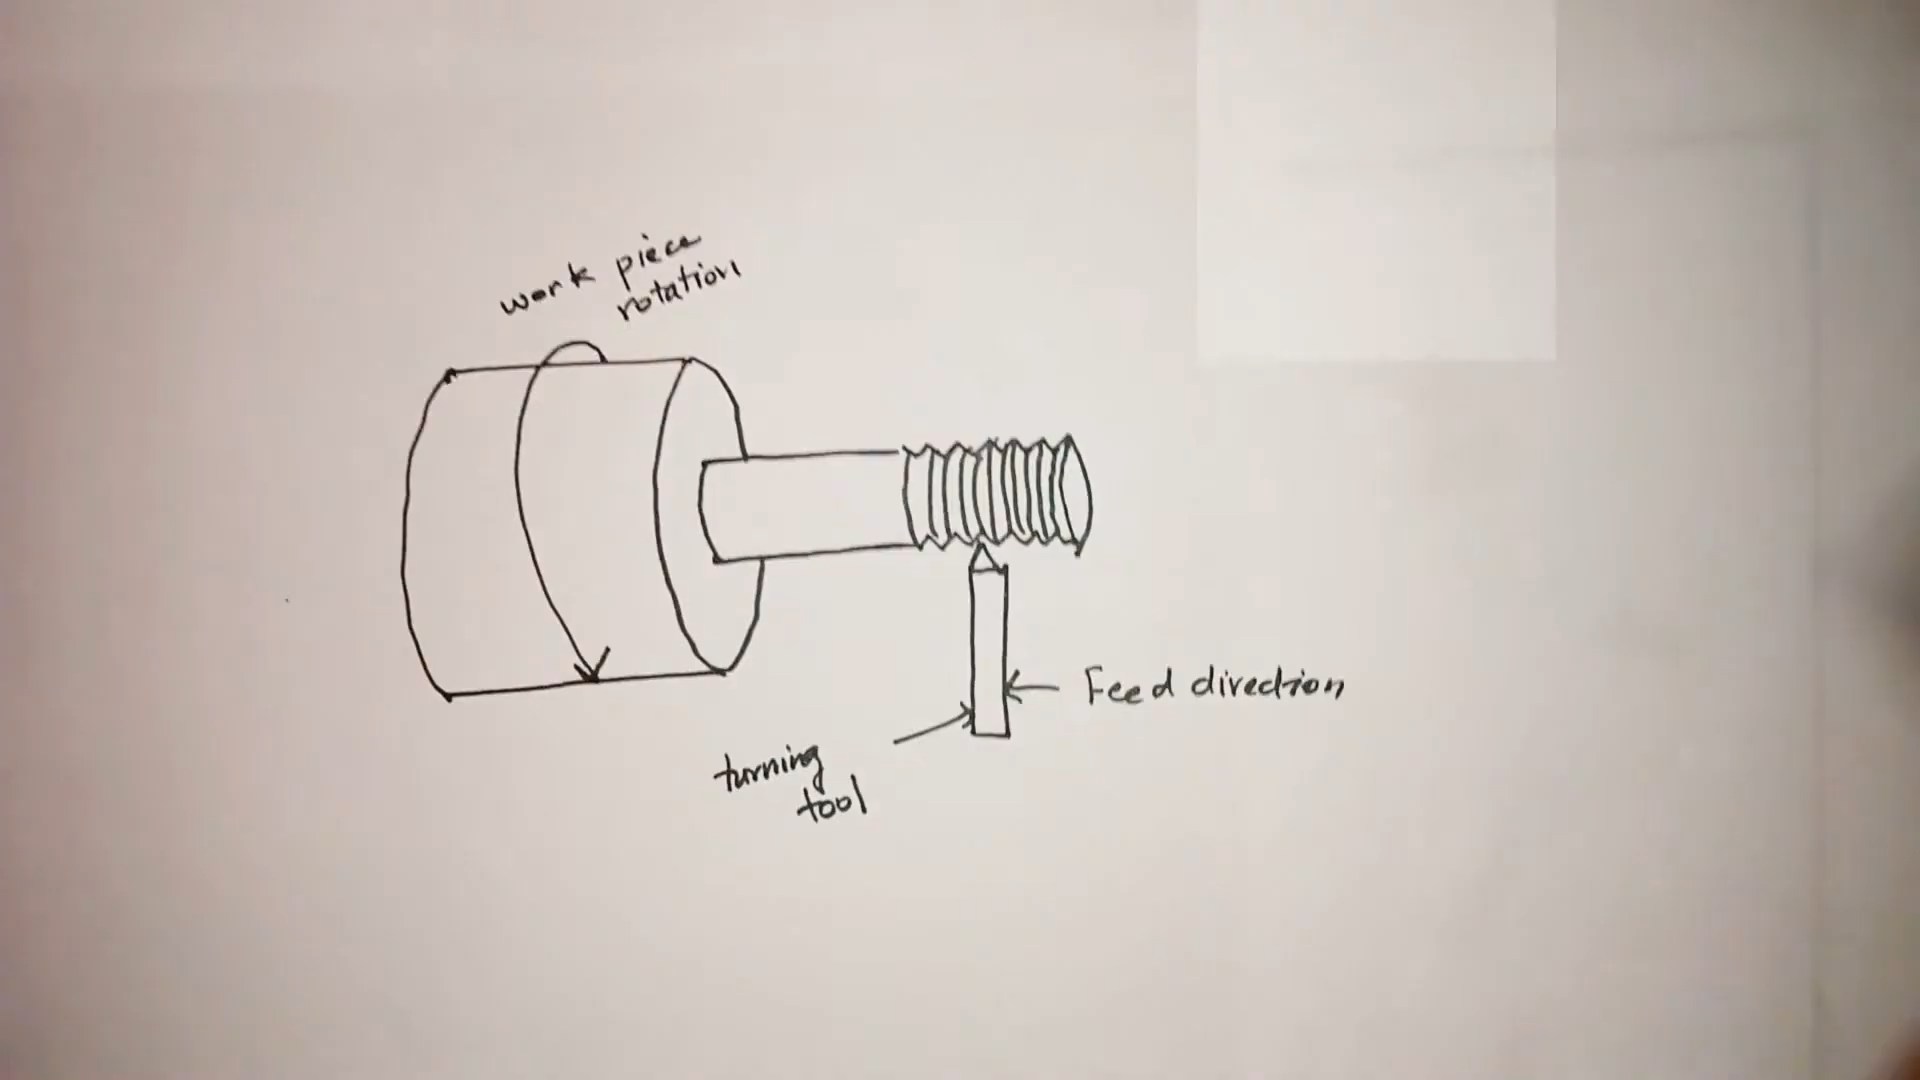 work piece
rotation
Feed direction
turning
tool